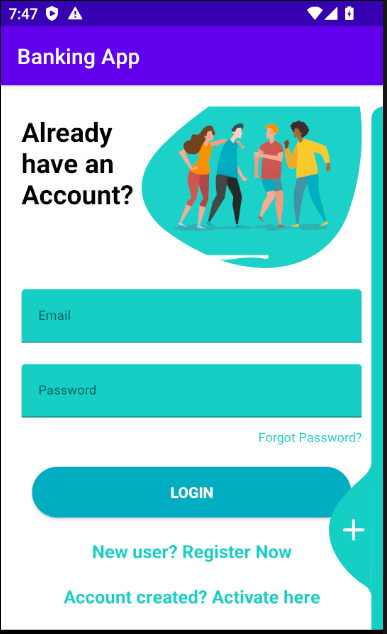 7:47
Banking App
Already
have an
Account?
Email
Password
Forgot Password?
LOGIN
New user? Register Now
Account created? Activate here